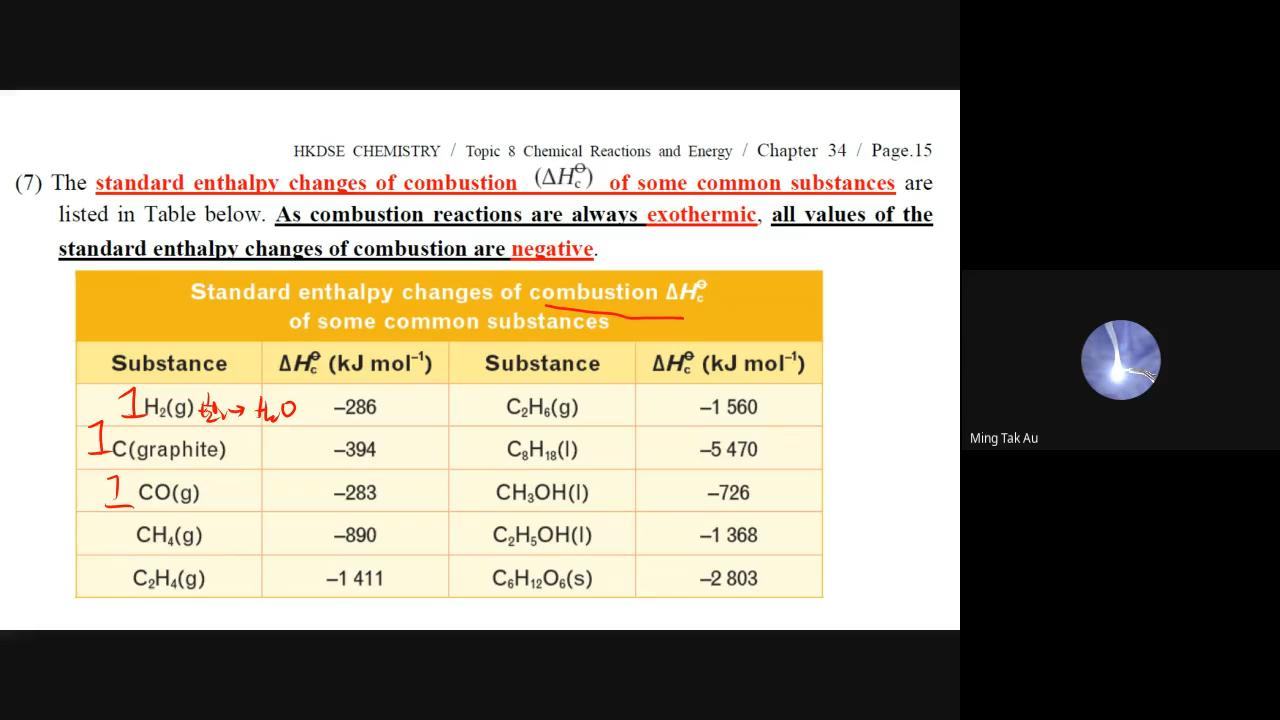 HKDSE CHEMISTRY / Topic 8 Chemical Reactions and Energy / Chapter 34 / Page.15
(7) The standard enthalpy changes of combustion (ΔH⦵c) of some common substances are
listed in Table below. As combustion reactions are always exothermic, all values of the
standard enthalpy changes of combustion are negative.
Standard enthalpy changes of combustion ΔH⦵c
of some common substances
Substance ΔH⦵c (kJ mol⁻¹) Substance ΔH⦵c (kJ mol⁻¹)
1 H₂(g) → H₂O –286 C₂H₆(g) –1 560
1 C(graphite) –394 C₈H₁₈(l) –5 470
1 CO(g) –283 CH₃OH(l) –726
CH₄(g) –890 C₂H₅OH(l) –1 368
C₂H₄(g) –1 411 C₆H₁₂O₆(s) –2 803
Ming Tak Au